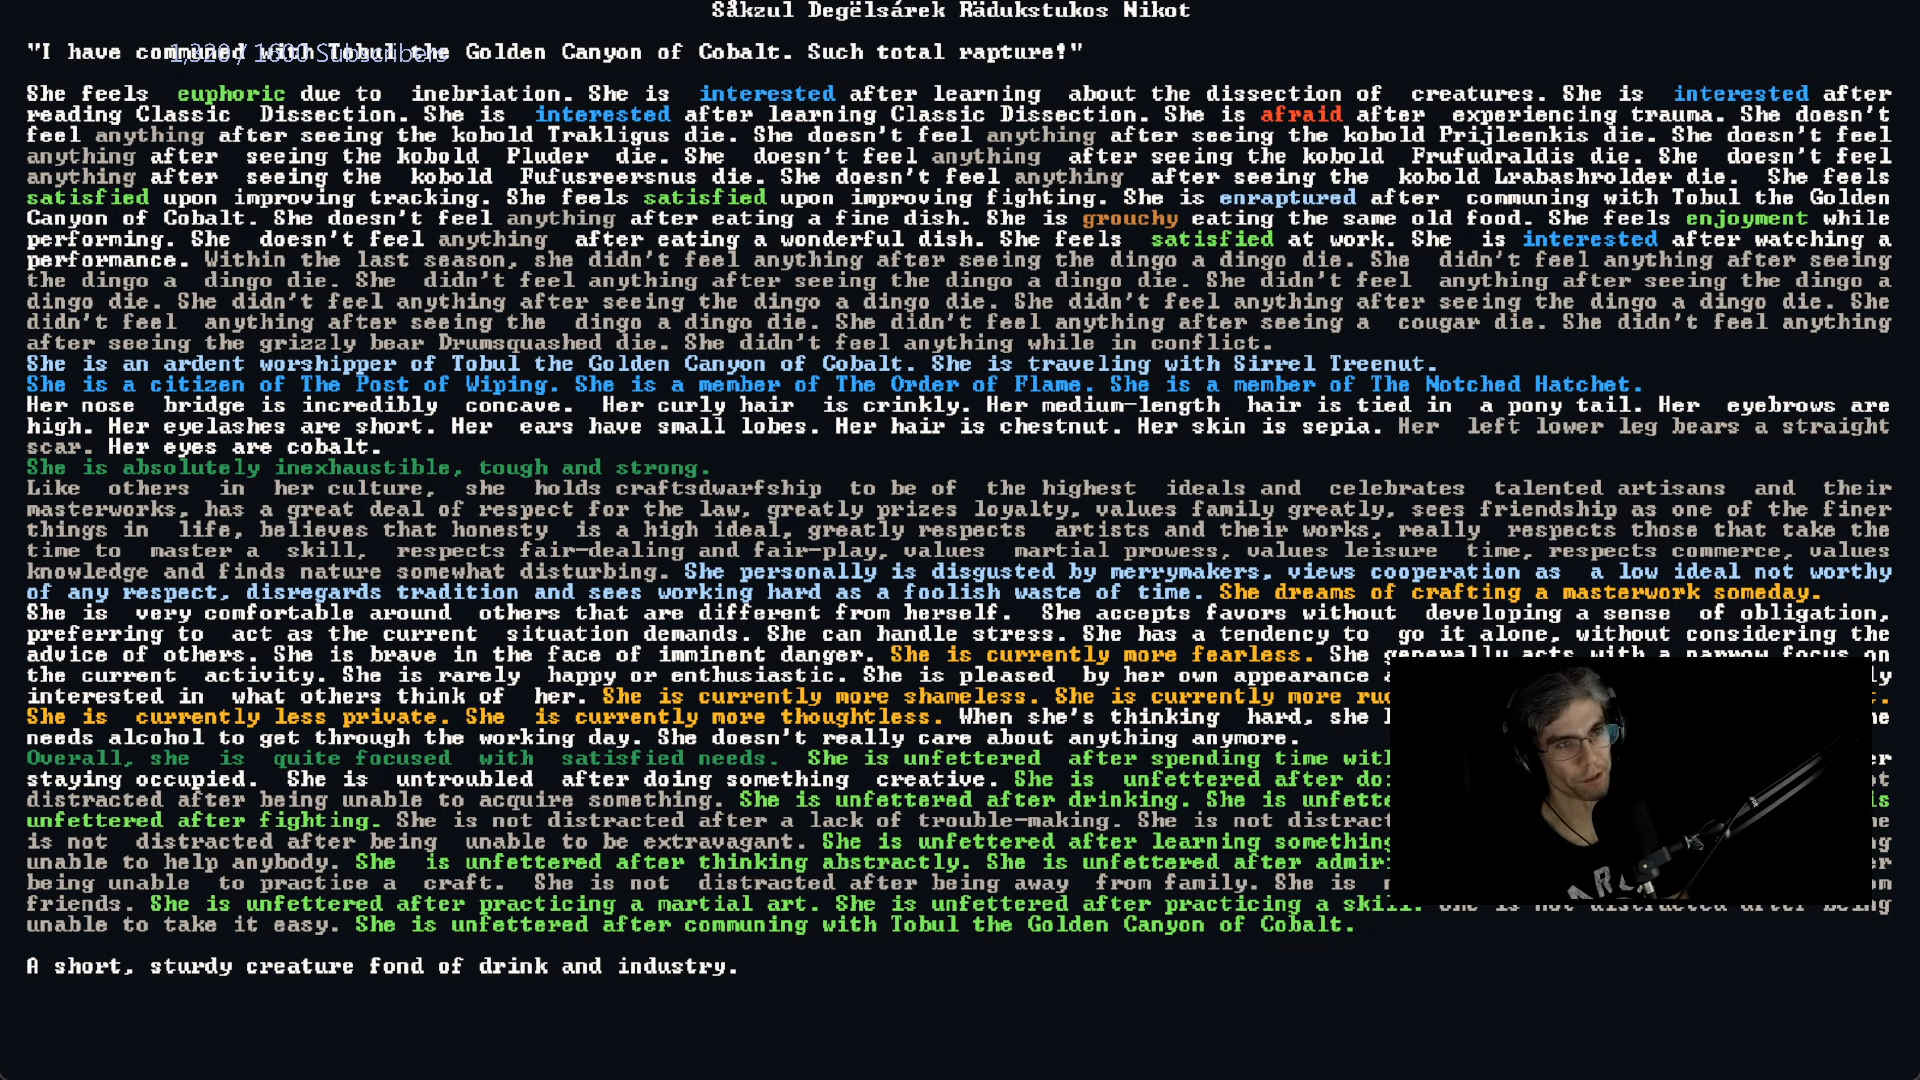 Såkzul Degëlsárek Rädukstukos Nikot
"I have communed with Tobul the Golden Canyon of Cobalt. Such total rapture!"
1,320 / 1600 Subscribers
She feels euphoric due to inebriation. She is interested after learning about the dissection of creatures. She is interested after
reading Classic Dissection. She is interested after learning Classic Dissection. She is afraid after experiencing trauma. She doesn't
feel anything after seeing the kobold Trakligus die. She doesn't feel anything after seeing the kobold Prijleenkis die. She doesn't feel
anything after seeing the kobold Pluder die. She doesn't feel anything after seeing the kobold Frufudraldis die. She doesn't feel
anything after seeing the kobold Fufusreersnus die. She doesn't feel anything after seeing the kobold Lrabashrolder die. She feels
satisfied upon improving tracking. She feels satisfied upon improving fighting. She is enraptured after communing with Tobul the Golden
Canyon of Cobalt. She doesn't feel anything after eating a fine dish. She is grouchy eating the same old food. She feels enjoyment while
performing. She doesn't feel anything after eating a wonderful dish. She feels satisfied at work. She is interested after watching a
performance. Within the last season, she didn't feel anything after seeing the dingo a dingo die. She didn't feel anything after seeing
the dingo a dingo die. She didn't feel anything after seeing the dingo a dingo die. She didn't feel anything after seeing the dingo a
dingo die. She didn't feel anything after seeing the dingo a dingo die. She didn't feel anything after seeing the dingo a dingo die. She
didn't feel anything after seeing the dingo a dingo die. She didn't feel anything after seeing a cougar die. She didn't feel anything
after seeing the grizzly bear Drumsquashed die. She didn't feel anything while in conflict.
She is an ardent worshipper of Tobul the Golden Canyon of Cobalt. She is traveling with Sirrel Treenut.
She is a citizen of The Post of Wiping. She is a member of The Order of Flame. She is a member of The Notched Hatchet.
Her nose bridge is incredibly concave. Her curly hair is crinkly. Her medium-length hair is tied in a pony tail. Her eyebrows are
high. Her eyelashes are short. Her ears have small lobes. Her hair is chestnut. Her skin is sepia. Her left lower leg bears a straight
scar. Her eyes are cobalt.
She is absolutely inexhaustible, tough and strong.
Like others in her culture, she holds craftsdwarfship to be of the highest ideals and celebrates talented artisans and their
masterworks, has a great deal of respect for the law, greatly prizes loyalty, values family greatly, sees friendship as one of the finer
things in life, believes that honesty is a high ideal, greatly respects artists and their works, really respects those that take the
time to master a skill, respects fair-dealing and fair-play, values martial prowess, values leisure time, respects commerce, values
knowledge and finds nature somewhat disturbing. She personally is disgusted by merrymakers, views cooperation as a low ideal not worthy
of any respect, disregards tradition and sees working hard as a foolish waste of time. She dreams of crafting a masterwork someday.
She is very comfortable around others that are different from herself. She accepts favors without developing a sense of obligation,
preferring to act as the current situation demands. She can handle stress. She has a tendency to go it alone, without considering the
advice of others. She is brave in the face of imminent danger. She is currently more fearless. She generally acts with a narrow focus on
the current activity. She is rarely happy or enthusiastic. She is pleased by her own appearance
interested in what others think of her. She is currently more shameless. She is currently more
She is currently less private. She is currently more thoughtless. When she's thinking hard, she
needs alcohol to get through the working day. She doesn't really care about anything anymore.
Overall, she is quite focused with satisfied needs. She is unfettered after spending time
staying occupied. She is untroubled after doing something creative. She is unfettered after
distracted after being unable to acquire something. She is unfettered after drinking. She is
unfettered after fighting. She is not distracted after a lack of trouble-making. She is not
is not distracted after being unable to be extravagant. She is unfettered after learning something
unable to help anybody. She is unfettered after thinking abstractly. She is unfettered after
being unable to practice a craft. She is not distracted after being away from family. She is
friends. She is unfettered after practicing a martial art. She is unfettered after practicing a skill. She is not distracted after being
unable to take it easy. She is unfettered after communing with Tobul the Golden Canyon of Cobalt.
A short, sturdy creature fond of drink and industry.